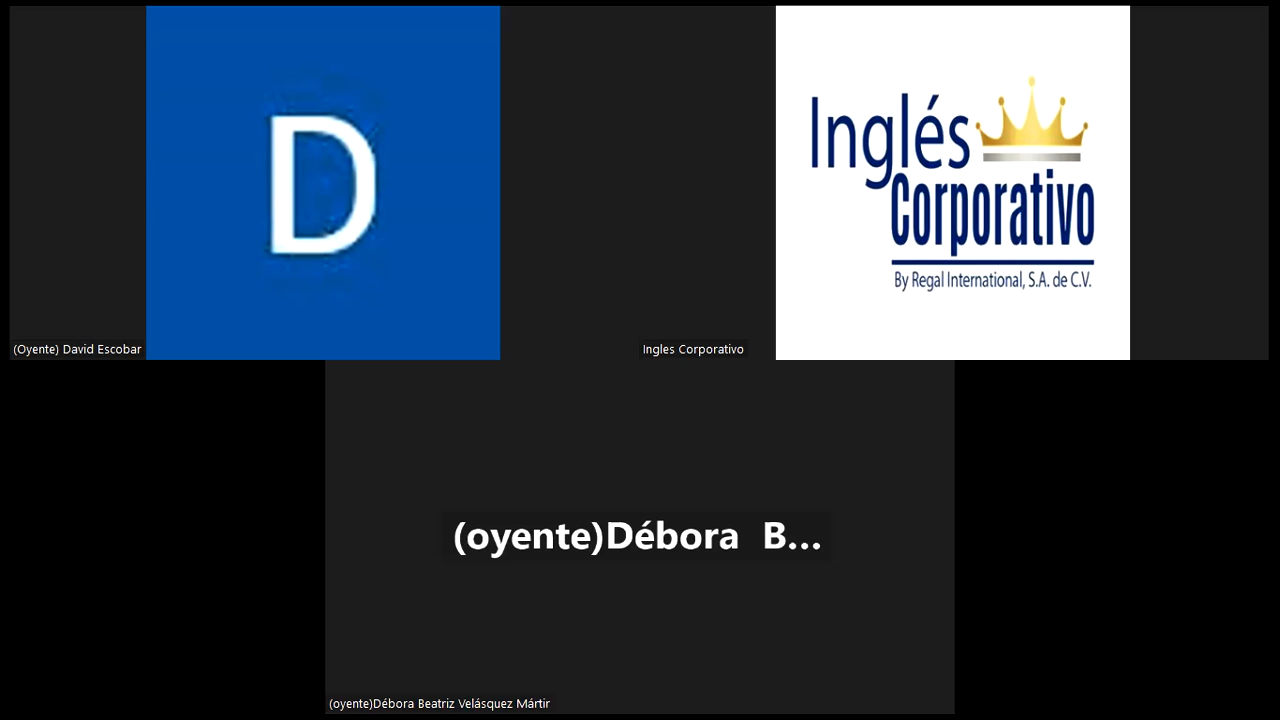 D
Inglés
Corporativo
By Regal International, S.A. de C.V.
(Oyente) David Escobar
Ingles Corporativo
(oyente)Débora B...
(oyente)Débora Beatriz Velásquez Mártir